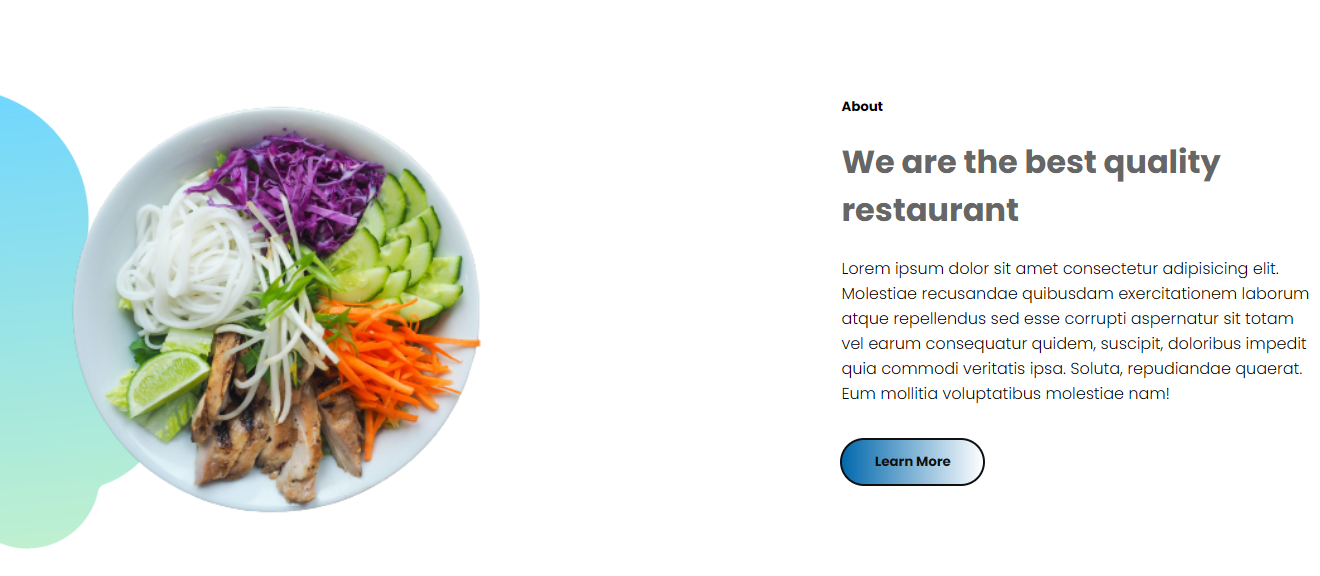 About
We are the best quality
restaurant
Lorem ipsum dolor sit amet consectetur adipisicing elit.
Molestiae recusandae quibusdam exercitationem laborum
atque repellendus sed esse corrupti aspernatur sit totam
vel earum consequatur quidem, suscipit, doloribus impedit
quia commodi veritatis ipsa. Soluta, repudiandae quaerat.
Eum mollitia voluptatibus molestiae nam!
Learn More